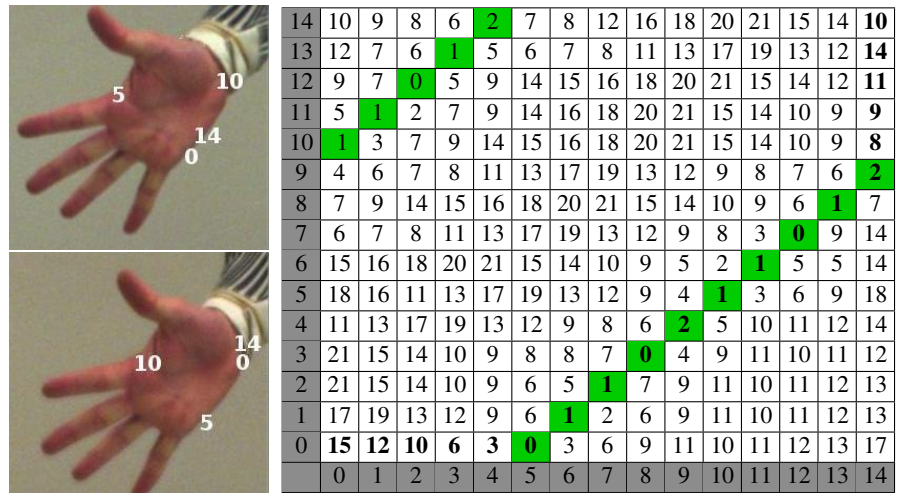 5
10
14
0
10
14
0
5
14 10 9 8 6 2 7 8 12 16 18 20 21 15 14 10
13 12 7 6 1 5 6 7 8 11 13 17 19 13 12 14
12 9 7 0 5 9 14 15 16 18 20 21 15 14 12 11
11 5 1 2 7 9 14 16 18 20 21 15 14 10 9 9
10 1 3 7 9 14 15 16 18 20 21 15 14 10 9 8
9 4 6 7 8 11 13 17 19 13 12 9 8 7 6 2
8 7 9 14 15 16 18 20 21 15 14 10 9 6 1 7
7 6 7 8 11 13 17 19 13 12 9 8 3 0 9 14
6 15 16 18 20 21 15 14 10 9 5 2 1 5 5 14
5 18 16 11 13 17 19 13 12 9 4 1 3 6 9 18
4 11 13 17 19 13 12 9 8 6 2 5 10 11 12 14
3 21 15 14 10 9 8 8 7 0 4 9 11 10 11 12
2 21 15 14 10 9 6 5 1 7 9 11 10 11 12 13
1 17 19 13 12 9 6 1 2 6 9 11 10 11 12 13
0 15 12 10 6 3 0 3 6 9 11 10 11 12 13 17
0 1 2 3 4 5 6 7 8 9 10 11 12 13 14